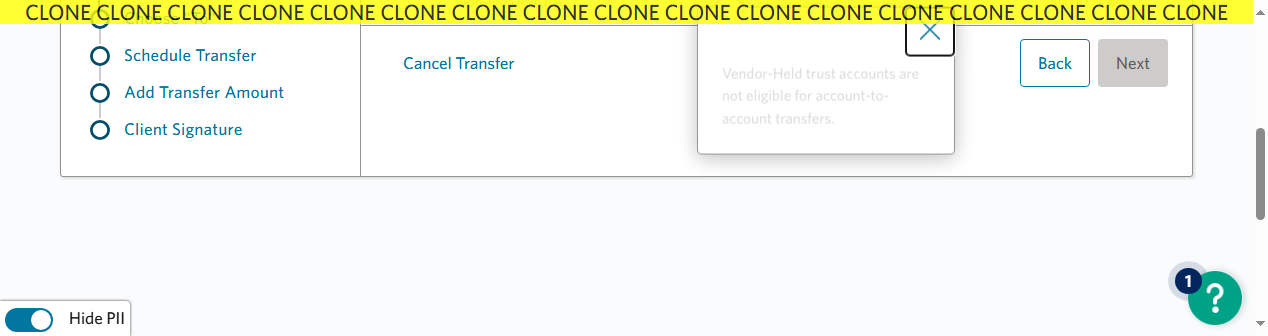 CLONE CLONE CLONE CLONE CLONE CLONE CLONE CLONE CLONE CLONE CLONE CLONE CLONE CLONE CLONE CLONE CLONE
Schedule Transfer
Add Transfer Amount
Client Signature
Cancel Transfer
Vendor-Held trust accounts are
not eligible for account-to-
account transfers.
Back
Next
1
?
Hide PII